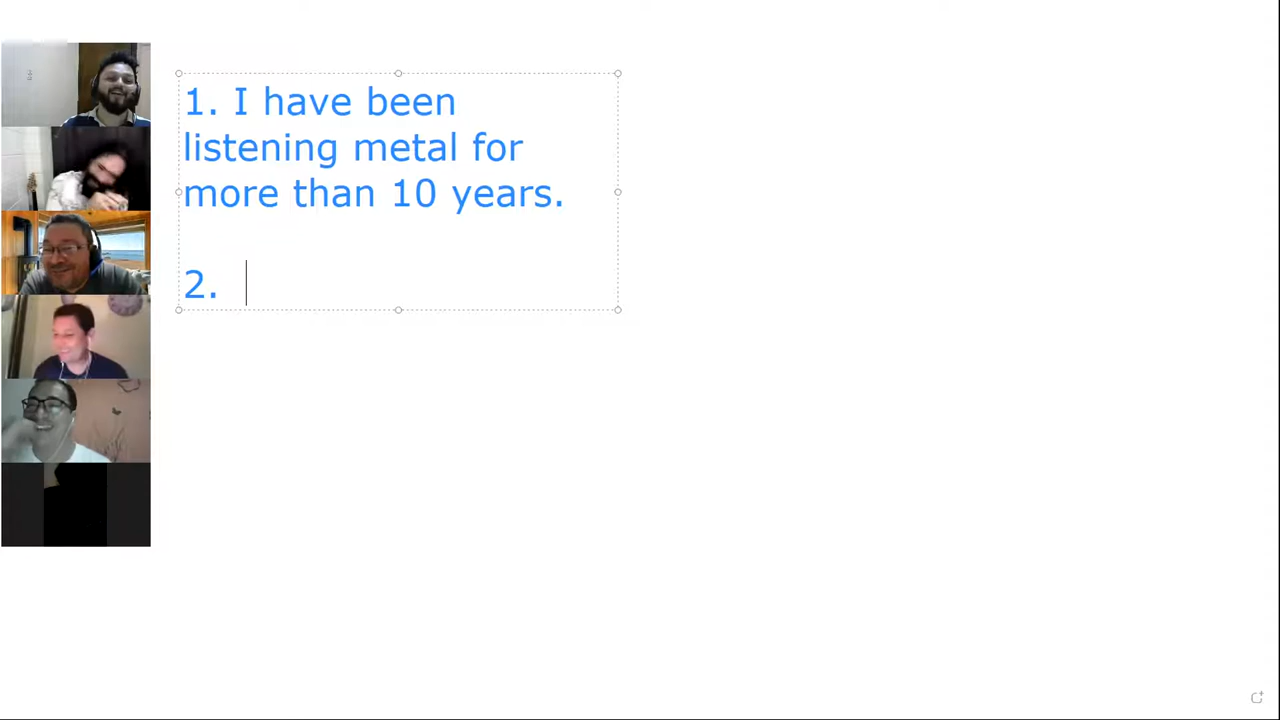 1. I have been
listening metal for
more than 10 years.
2.